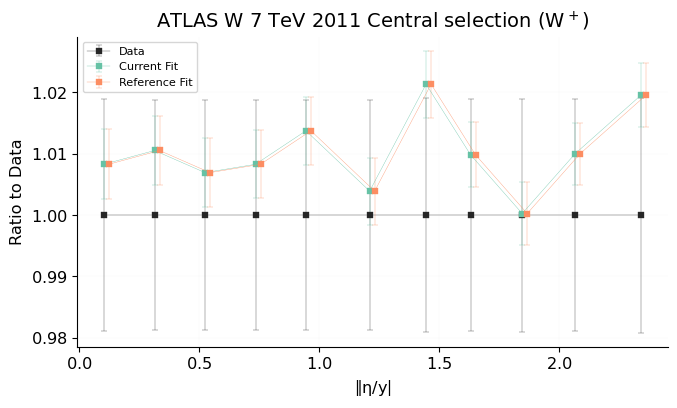 ATLAS W 7 TeV 2011 Central selection (W⁺)
Data
Current Fit
Reference Fit
Ratio to Data
1.02
1.01
1.00
0.99
0.98
0.0
0.5
1.0
1.5
2.0
‖η/y|